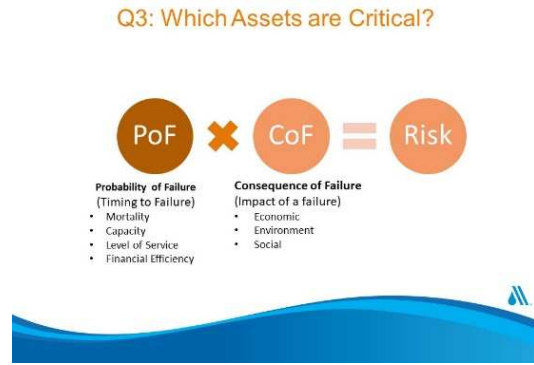 Q3: Which Assets are Critical?
PoF × CoF = Risk
Probability of Failure
(Timing to Failure)
• Mortality
• Capacity
• Level of Service
• Financial Efficiency
Consequence of Failure
(Impact of a failure)
• Economic
• Environment
• Social